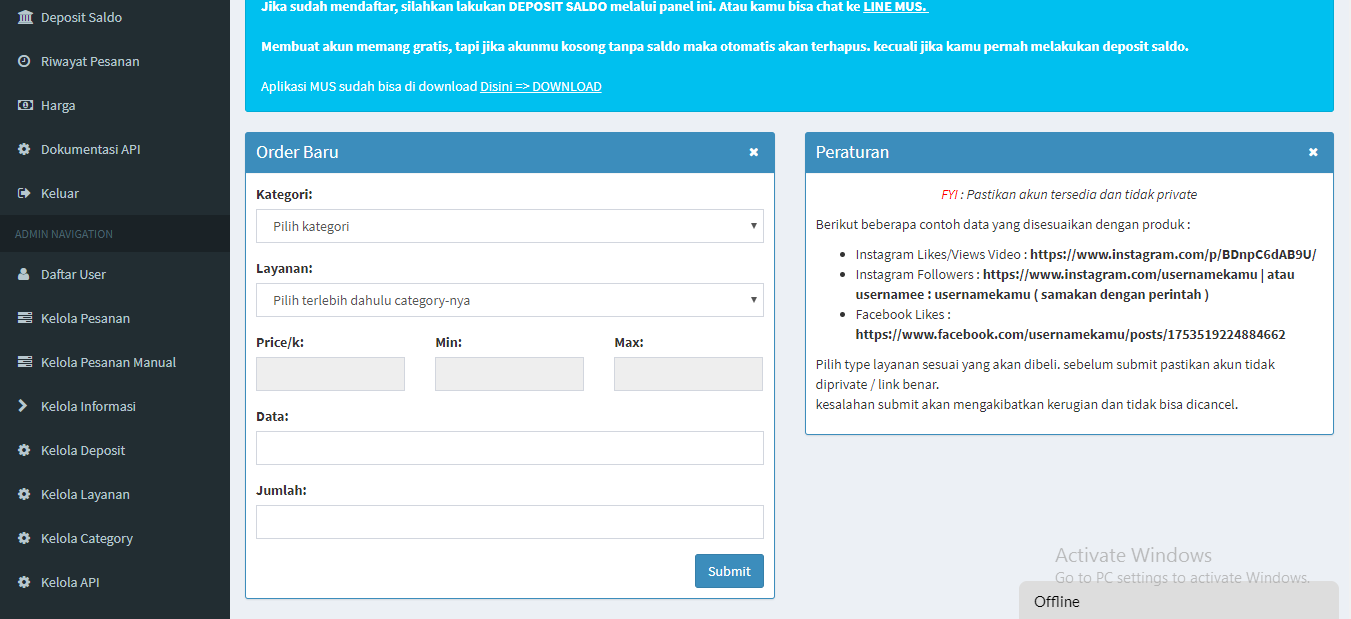 Deposit Saldo
Riwayat Pesanan
Harga
Dokumentasi API
Keluar
ADMIN NAVIGATION
Daftar User
Kelola Pesanan
Kelola Pesanan Manual
Kelola Informasi
Kelola Deposit
Kelola Layanan
Kelola Category
Kelola API
Jika sudah mendaftar, silahkan lakukan DEPOSIT SALDO melalui panel ini. Atau kamu bisa chat ke LINE MUS.
Membuat akun memang gratis, tapi jika akunmu kosong tanpa saldo maka otomatis akan terhapus. kecuali jika kamu pernah melakukan deposit saldo.
Aplikasi MUS sudah bisa di download Disini => DOWNLOAD
Order Baru
Kategori:
Pilih kategori
Layanan:
Pilih terlebih dahulu category-nya
Price/k: Min: Max:
Data:
Jumlah:
Submit
Peraturan
FYI : Pastikan akun tersedia dan tidak private
Berikut beberapa contoh data yang disesuaikan dengan produk :
Instagram Likes/Views Video : https://www.instagram.com/p/BDnpC6dAB9U/
Instagram Followers : https://www.instagram.com/usernamekamu | atau
usernamee : usernamekamu ( samakan dengan perintah )
Facebook Likes :
https://www.facebook.com/usernamekamu/posts/1753519224884662
Pilih type layanan sesuai yang akan dibeli. sebelum submit pastikan akun tidak
diprivate / link benar.
kesalahan submit akan mengakibatkan kerugian dan tidak bisa dicancel.
Activate Windows
Go to PC settings to activate Windows.
Offline